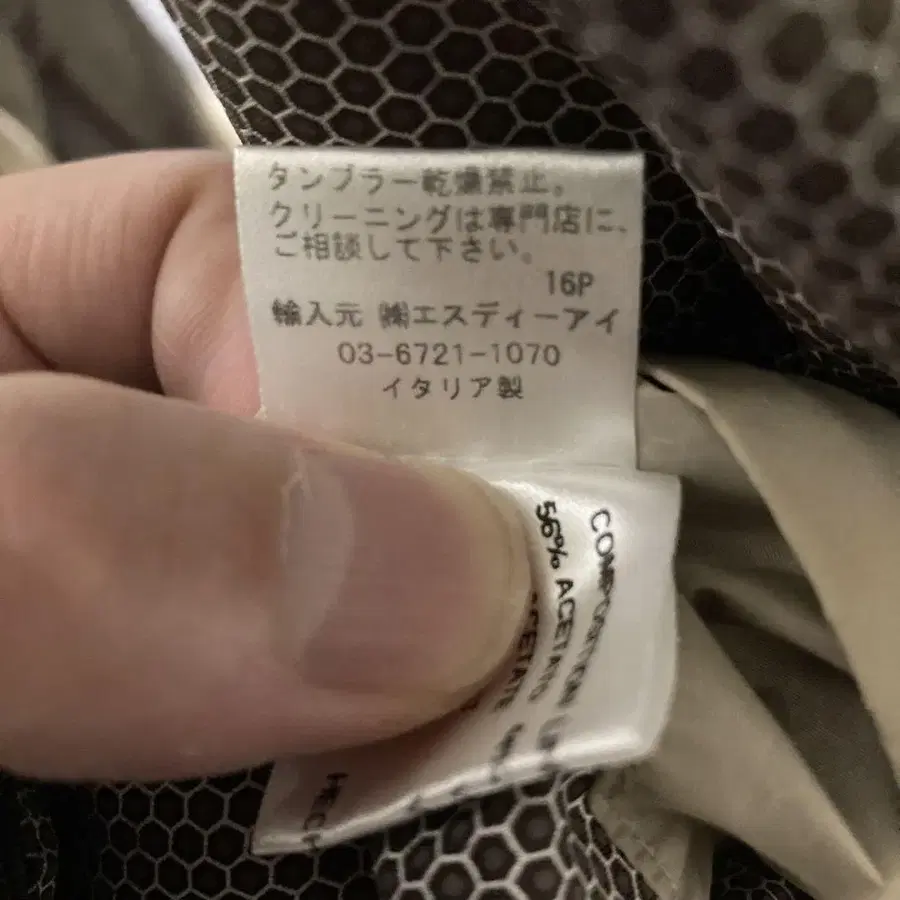 タンブラー乾燥禁止。
クリーニングは専門店に、
ご相談して下さい。
16P
輸入元 ㈱エスディーアイ
03-6721-1070
イタリア製
COMPOSITION
56% ACETATO
ACETATE
HECH